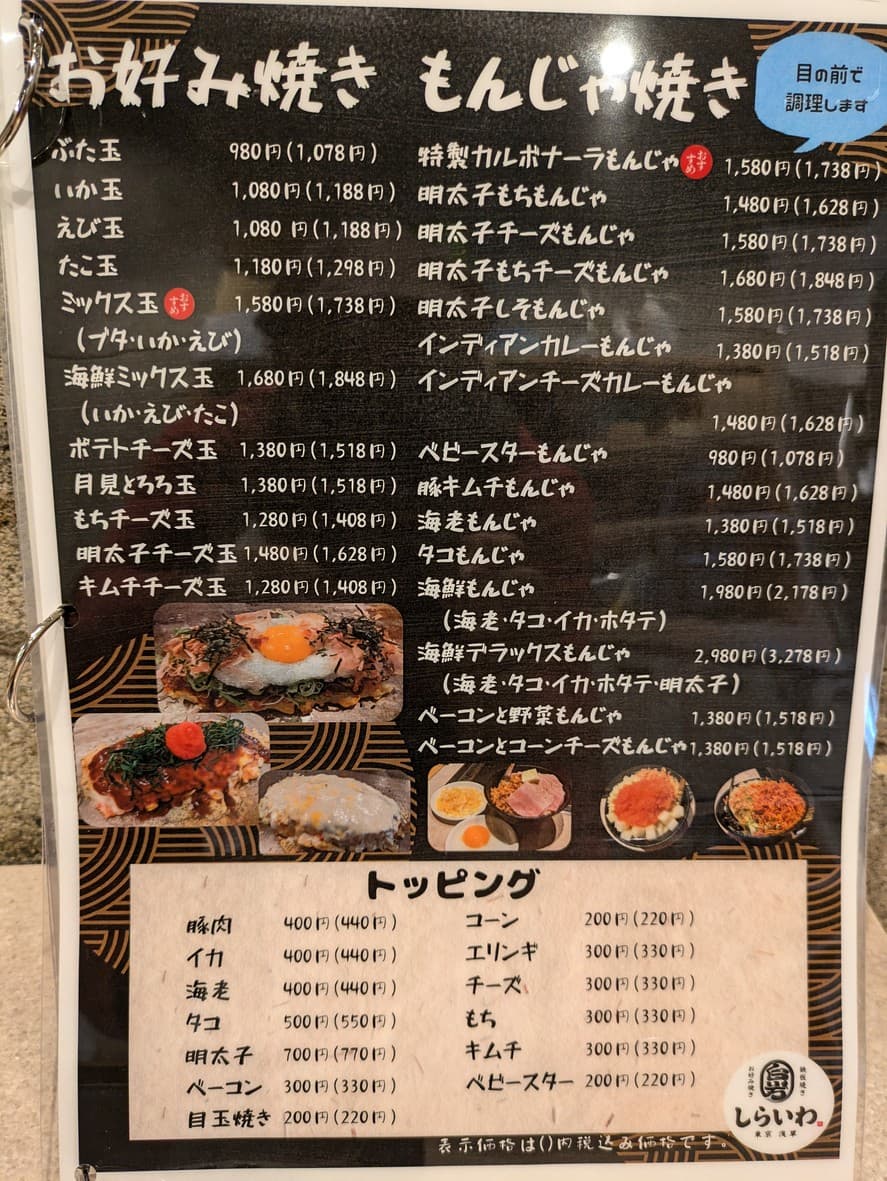 お好み焼き
ぶた玉 980円(1,078円)
いか玉 1,080円(1,188円)
えび玉 1,080 円(1,188円)
たこ玉 1,180円(1,298円)
ミックス玉 おすすめ 1,580円(1,738円)
(ブタ・いか・えび)
海鮮ミックス玉 1,680円(1,848円)
(いか・えび・たこ)
ポテトチーズ玉 1,380円(1,518円)
月見とろろ玉 1,380円(1,518円)
もちチーズ玉 1,280円(1,408円)
明太子チーズ玉 1,480円(1,628円)
キムチチーズ玉 1,280円(1,408円)
もんじゃ焼き
目の前で
調理します
特製カルボナーラもんじゃ おすすめ 1,580円(1,738円)
明太子もちもんじゃ 1,480円(1,628円)
明太子チーズもんじゃ 1,580円(1,738円)
明太子もちチーズもんじゃ 1,680円(1,848円)
明太子しそもんじゃ 1,580円(1,738円)
インディアンカレーもんじゃ 1,380円(1,518円)
インディアンチーズカレーもんじゃ
1,480円(1,628円)
ベビースターもんじゃ 980円(1,078円)
豚キムチもんじゃ 1,480円(1,628円)
海老もんじゃ 1,380円(1,518円)
タコもんじゃ 1,580円(1,738円)
海鮮もんじゃ 1,980円(2,178円)
(海老・タコ・イカ・ホタテ)
海鮮デラックスもんじゃ 2,980円(3,278円)
(海老・タコ・イカ・ホタテ・明太子)
ベーコンと野菜もんじゃ 1,380円(1,518円)
ベーコンとコーンチーズもんじゃ 1,380円(1,518円)
トッピング
豚肉 400円(440円)
イカ 400円(440円)
海老 400円(440円)
タコ 500円(550円)
明太子 700円(770円)
ベーコン 300円(330円)
目玉焼き 200円(220円)
コーン 200円(220円)
エリンギ 300円(330円)
チーズ 300円(330円)
もち 300円(330円)
キムチ 300円(330円)
ベビースター 200円(220円)
鉄板焼き
お好み焼き
しらいわ
東京 浅草
表示価格は()内税込み価格です。